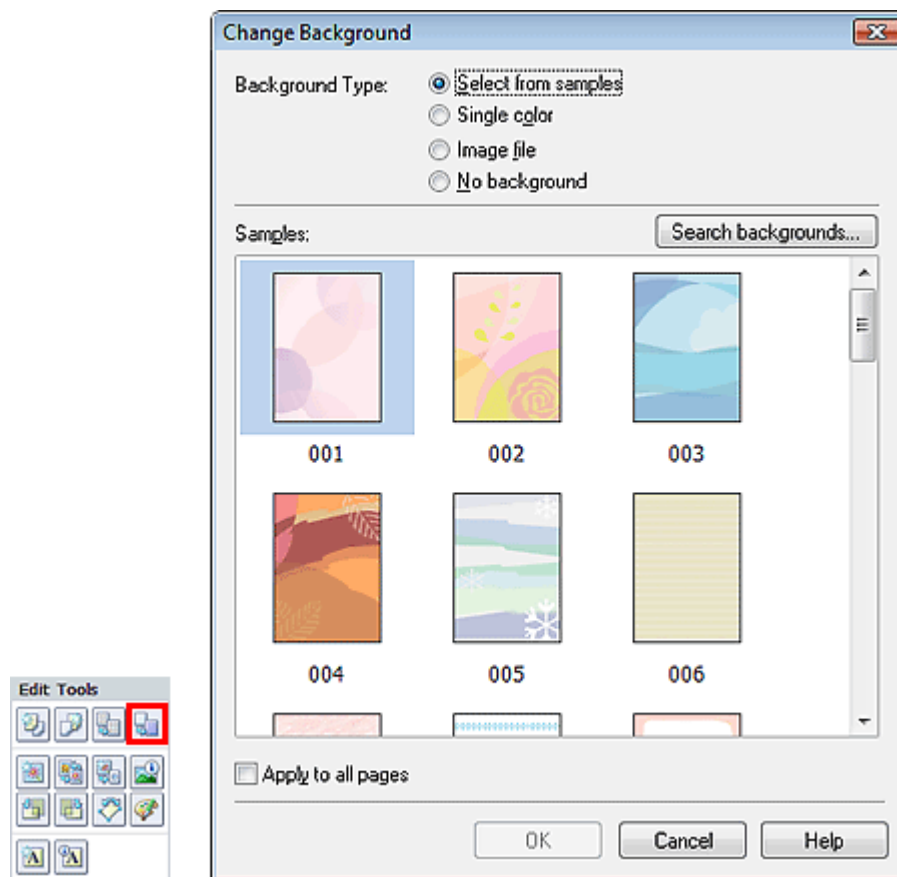 Change Background
Background Type:
Select from samples
Single color
Image file
No background
Samples:
Search backgrounds...
001 002 003
004 005 006
Edit Tools
A A
Apply to all pages
OK Cancel Help